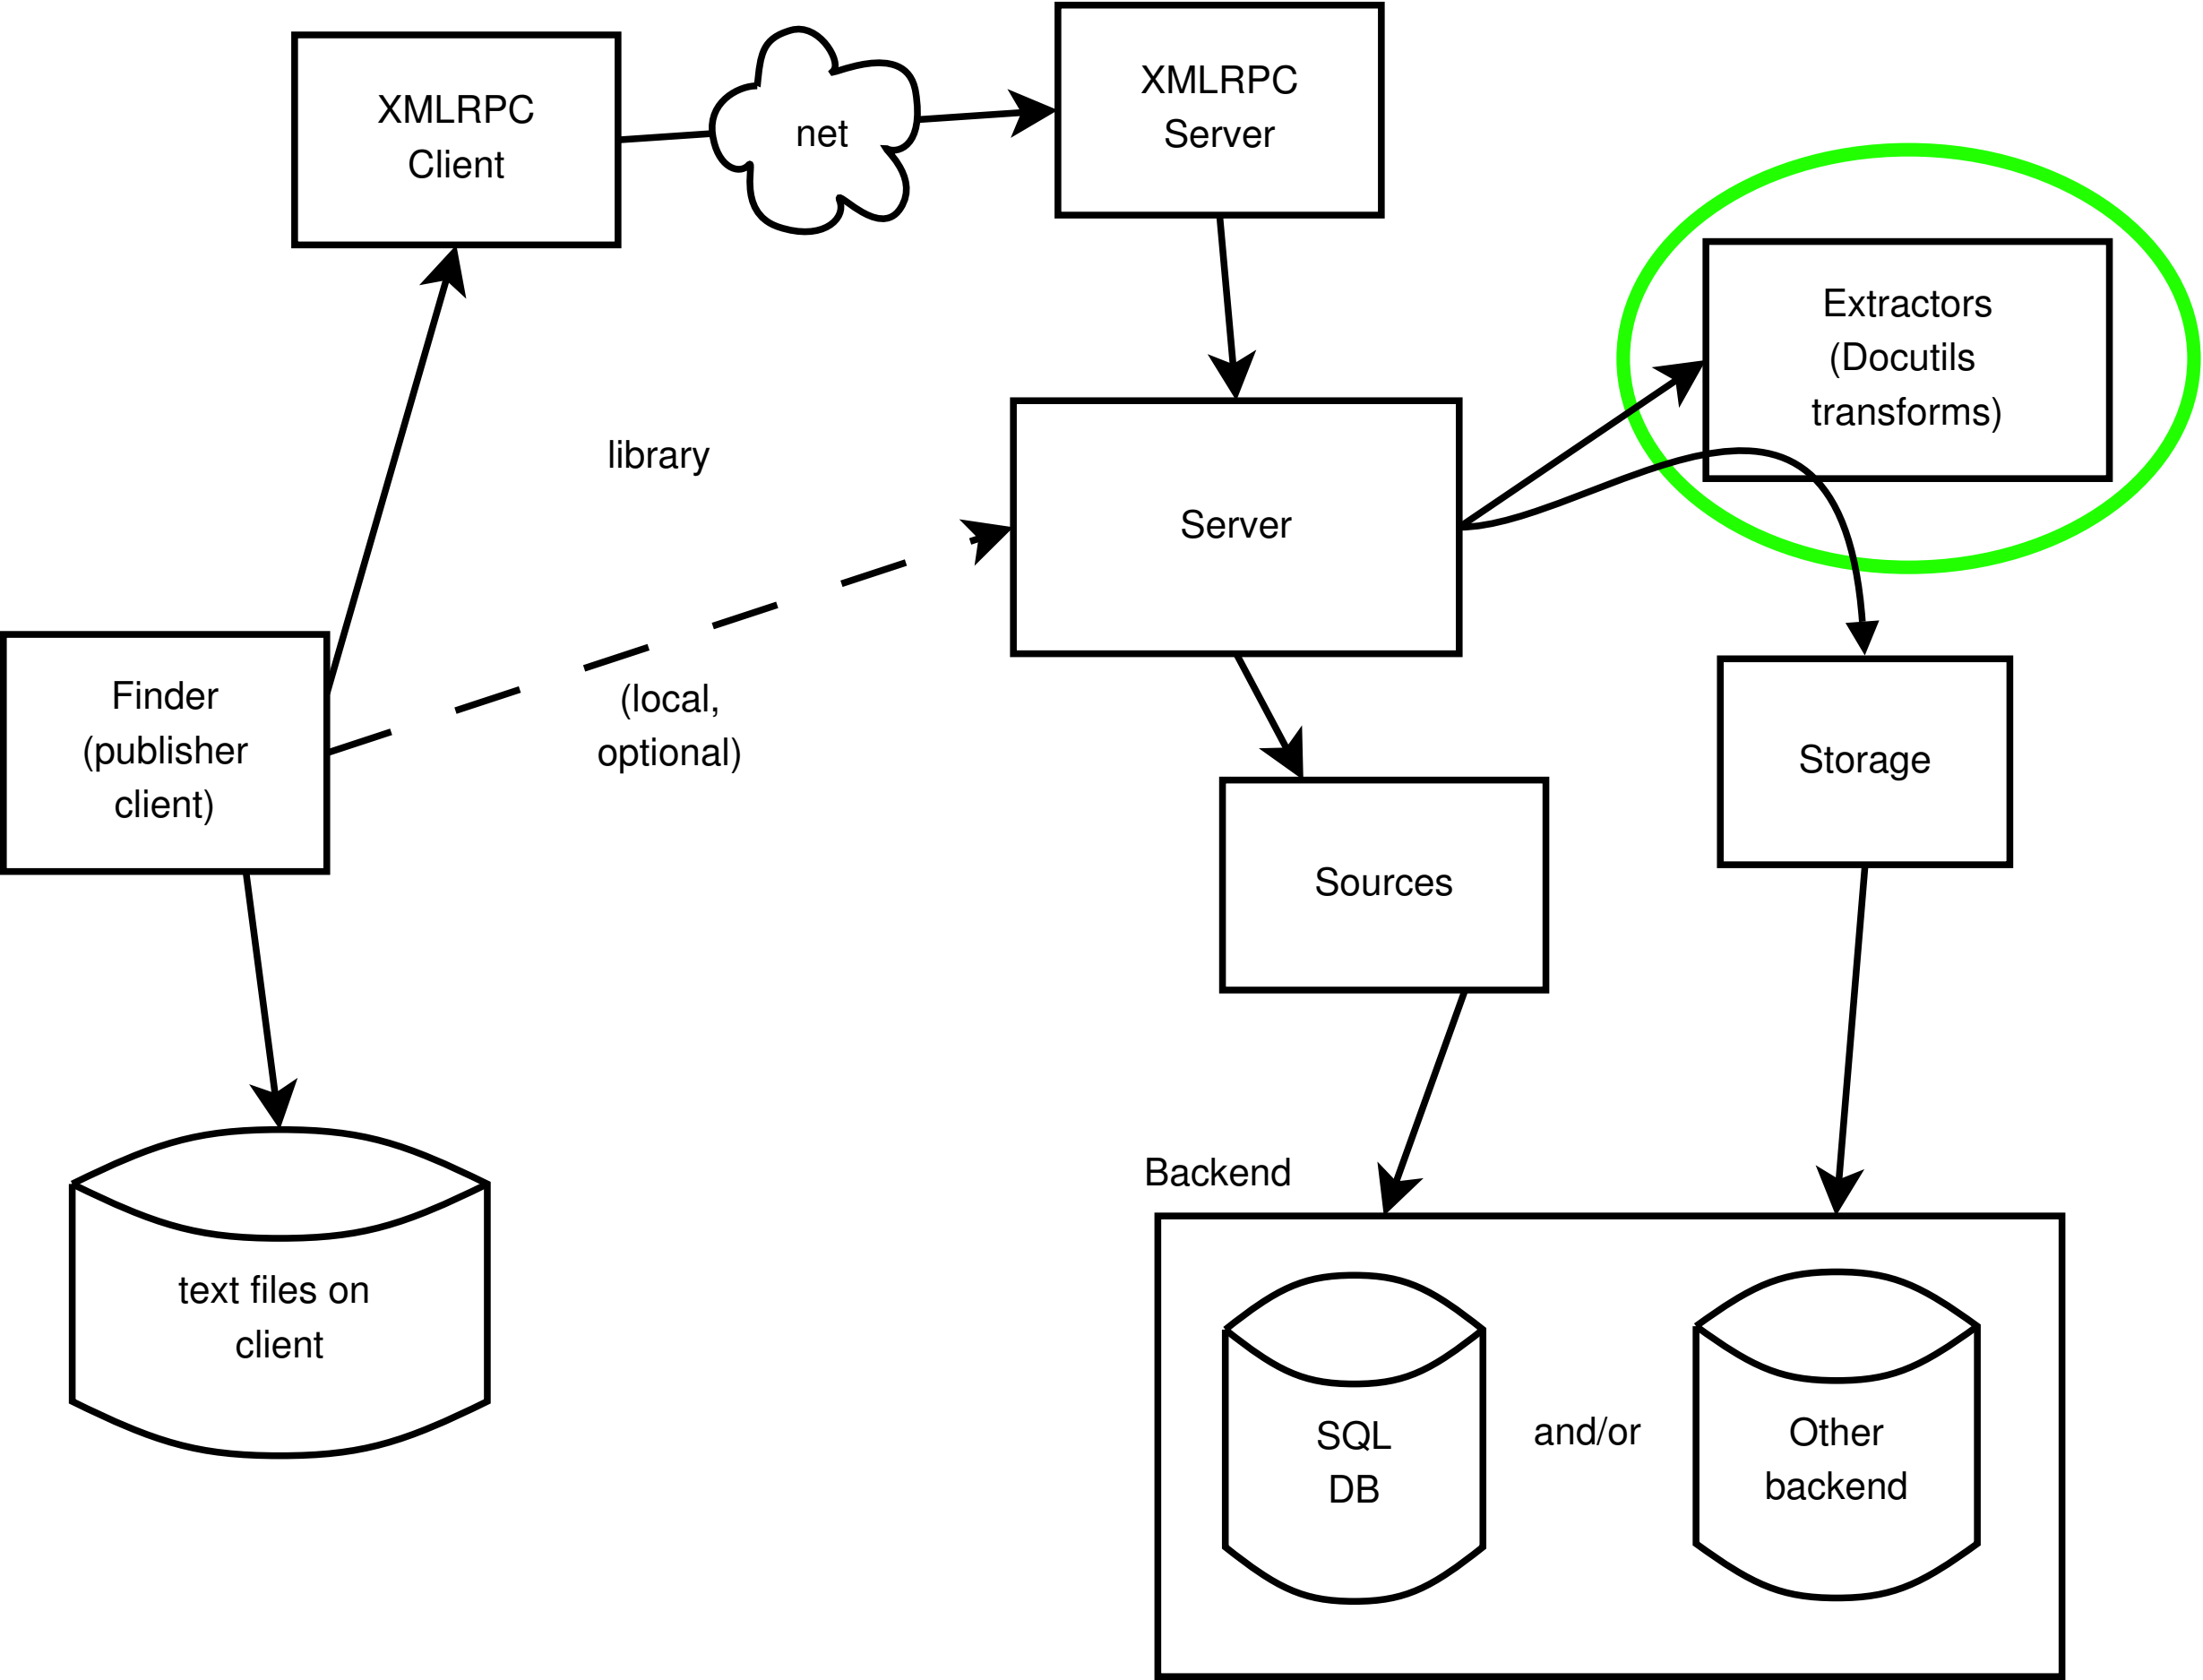 XMLRPC
Client
net
XMLRPC
Server
Extractors
(Docutils
transforms)
library
Server
Finder
(publisher
client)
(local,
optional)
Storage
Sources
Backend
text files on
client
SQL
DB
and/or
Other
backend